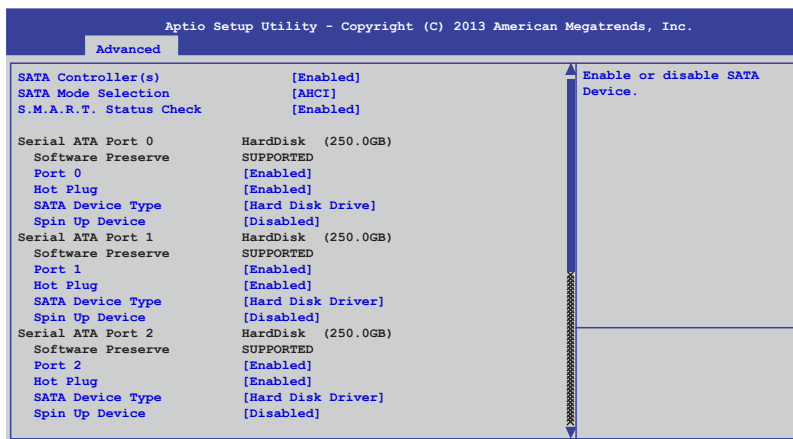 Aptio Setup Utility - Copyright (C) 2013 American Megatrends, Inc.
Advanced
SATA Controller(s) [Enabled]
SATA Mode Selection [AHCI]
S.M.A.R.T. Status Check [Enabled]
Serial ATA Port 0 HardDisk (250.0GB)
Software Preserve SUPPORTED
Port 0 [Enabled]
Hot Plug [Enabled]
SATA Device Type [Hard Disk Drive]
Spin Up Device [Disabled]
Serial ATA Port 1 HardDisk (250.0GB)
Software Preserve SUPPORTED
Port 1 [Enabled]
Hot Plug [Enabled]
SATA Device Type [Hard Disk Driver]
Spin Up Device [Disabled]
Serial ATA Port 2 HardDisk (250.0GB)
Software Preserve SUPPORTED
Port 2 [Enabled]
Hot Plug [Enabled]
SATA Device Type [Hard Disk Driver]
Spin Up Device [Disabled]
Enable or disable SATA
Device.